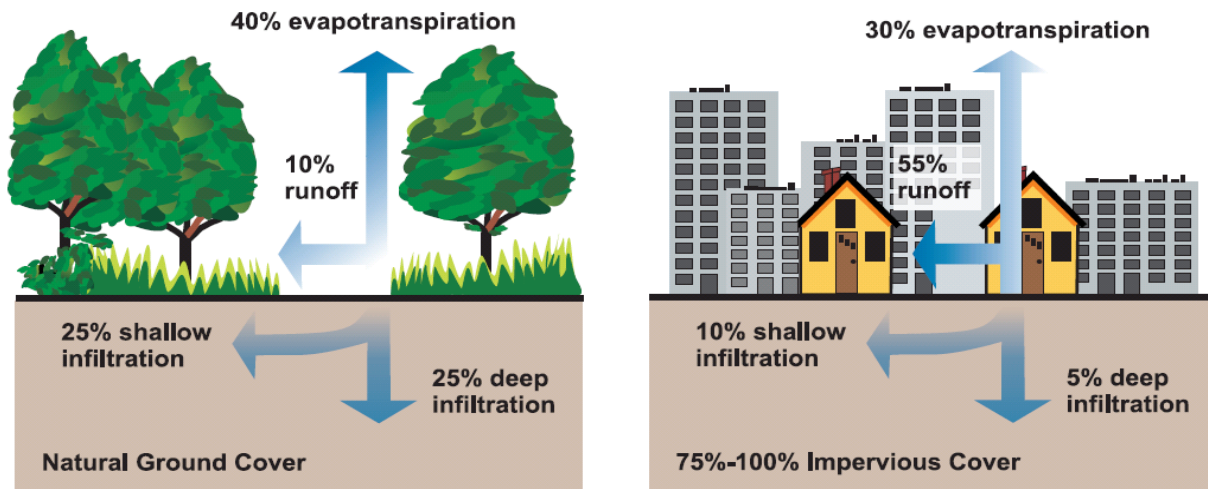 40% evapotranspiration
10%
runoff
25% shallow
infiltration
25% deep
infiltration
Natural Ground Cover
30% evapotranspiration
55%
runoff
10% shallow
infiltration
5% deep
infiltration
75%-100% Impervious Cover